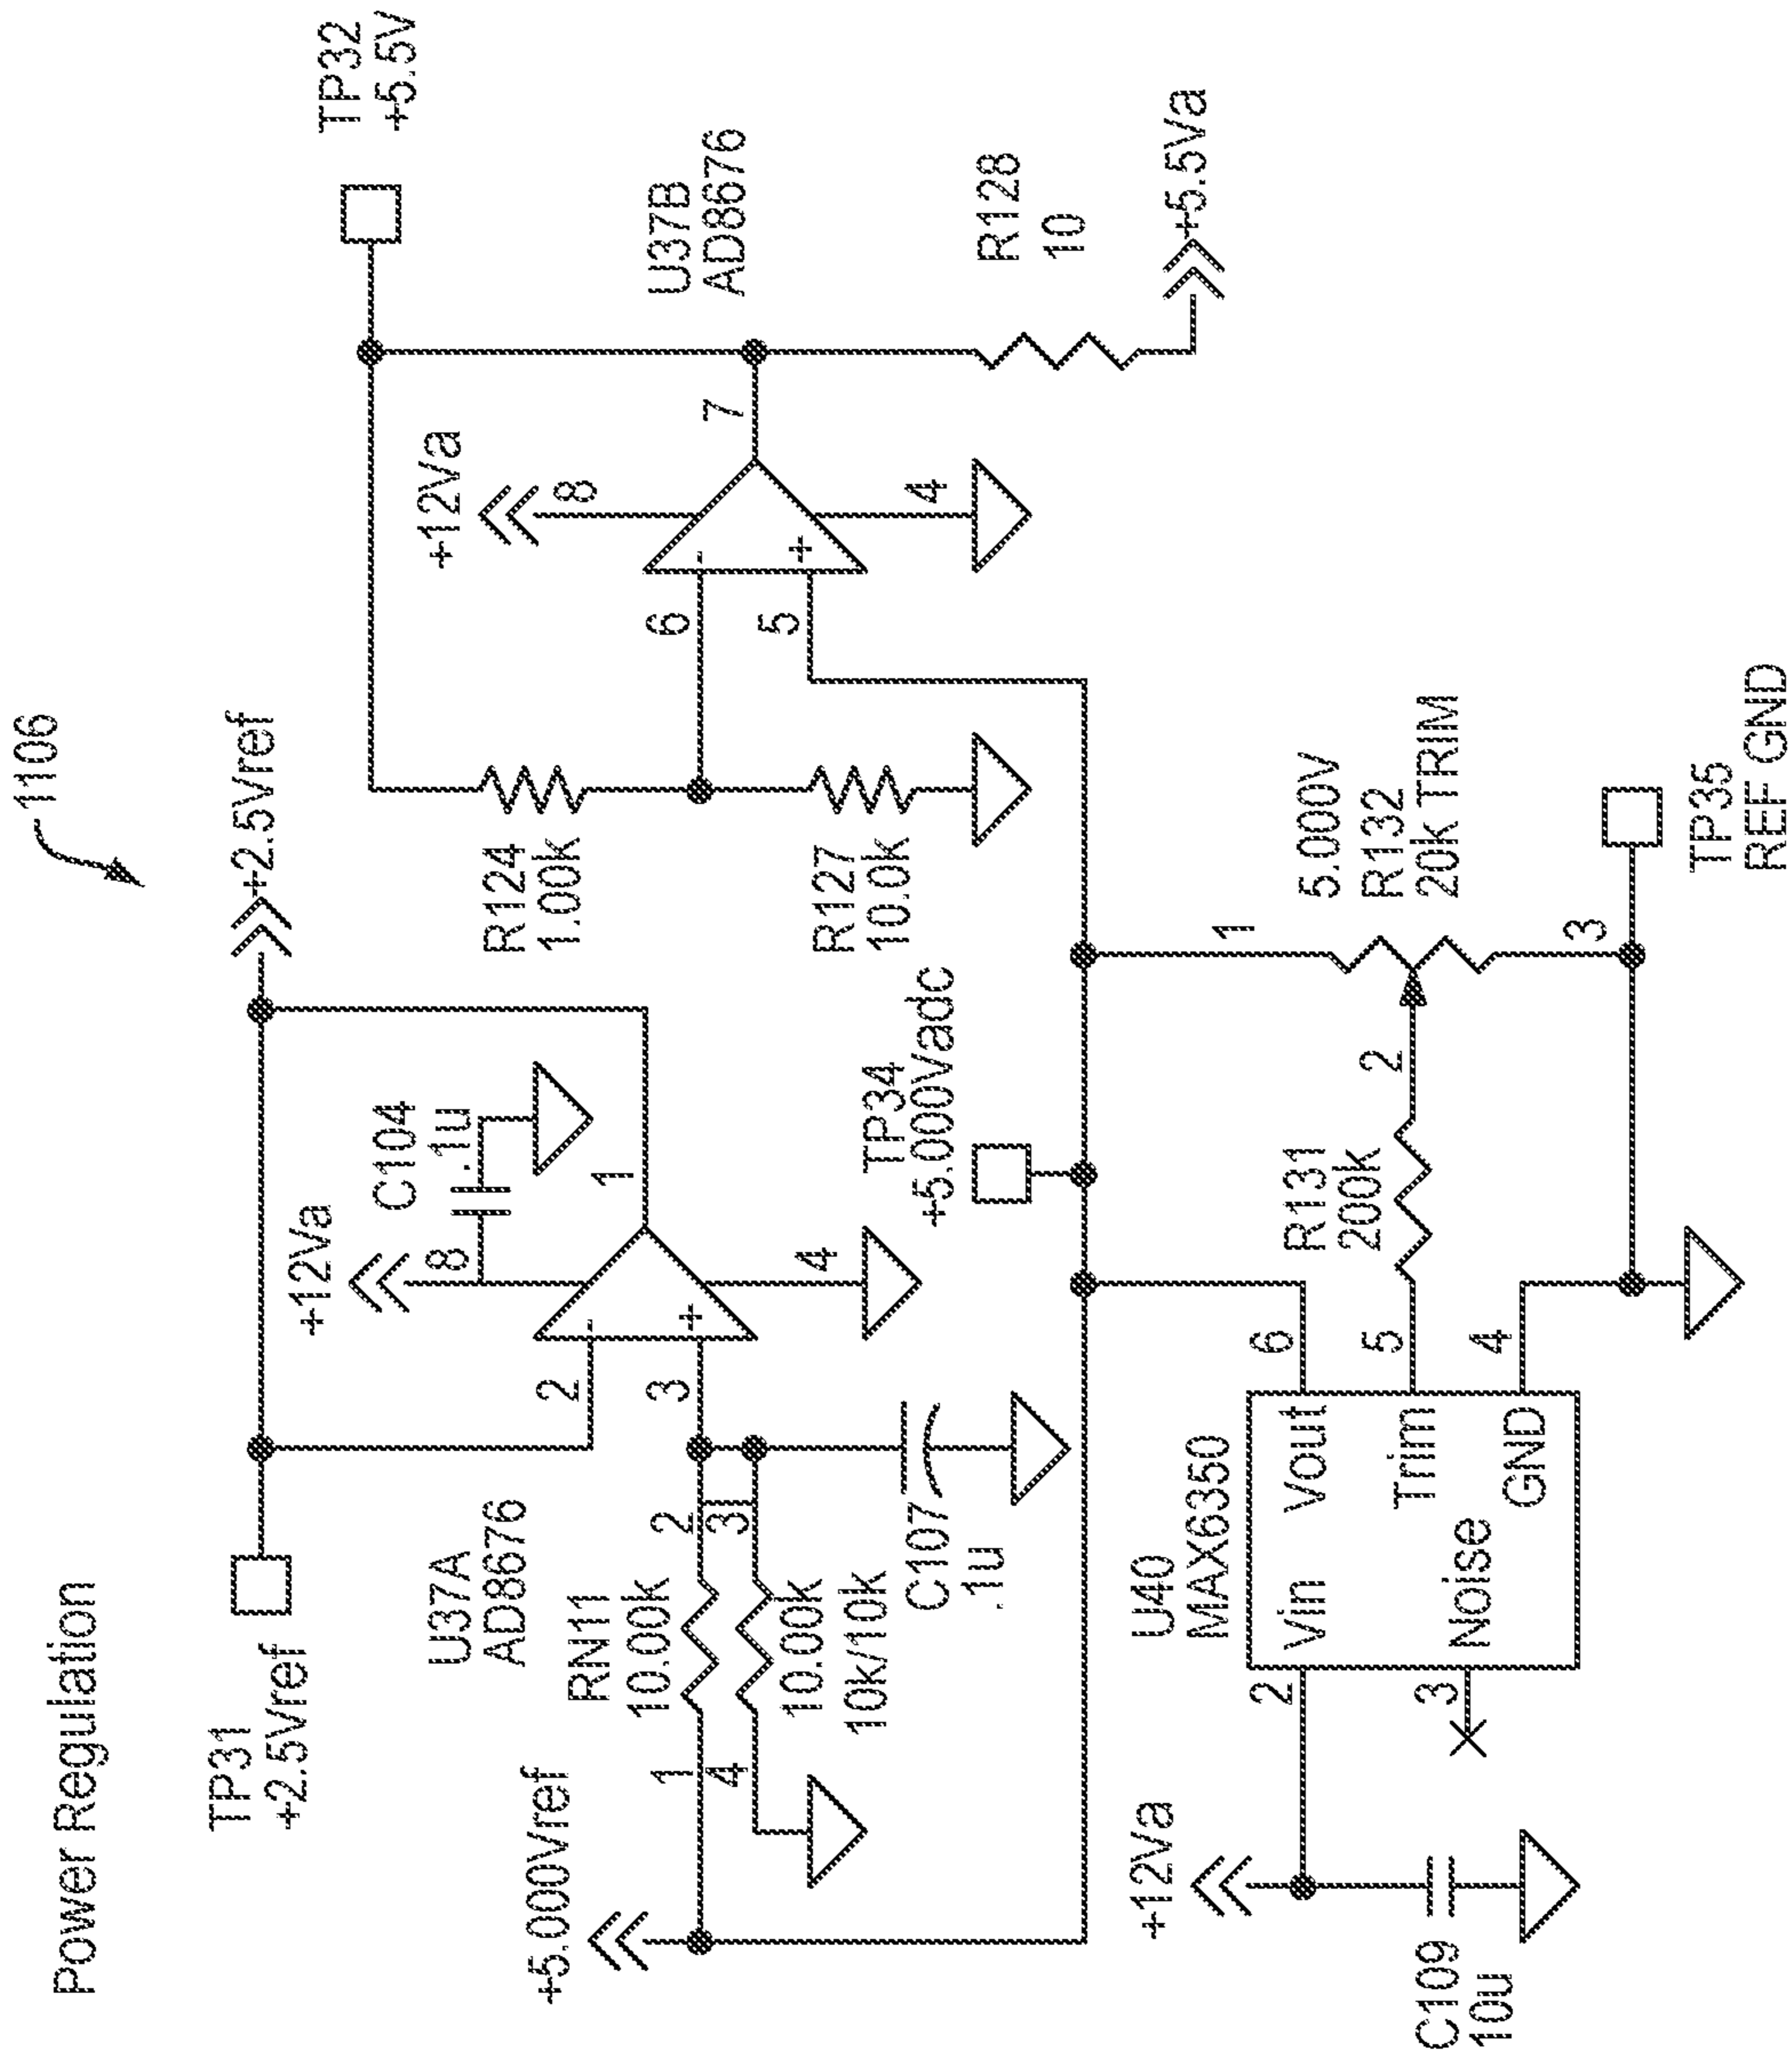 Power Regulation
1106
TP31
+2.5Vref
+2.5Vref
+12Va
C104
.1u
8
U37A
AD8676
2
3
-
+
1
4
RN11
10.00k
1
2
4
3
10.00k
10k/10k
C107
.1u
+5.000Vref
TP34
+5.000Vadc
TP32
+5.5V
+12Va
8
U37B
AD8676
6
5
-
+
7
4
R124
1.00k
R127
10.0k
R128
10
+5.5Va
+12Va
C109
10u
U40
MAX6350
2
Vin
Vout
6
3
Noise
Trim
5
GND
4
R131
200k
2
1
5.000V
R132
20k TRIM
3
TP35
REF GND